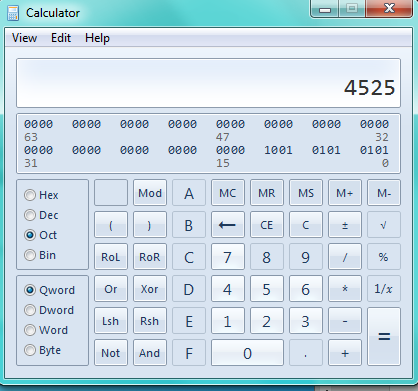 Calculator
View Edit Help
4525
0000 0000 0000 0000 0000 0000 0000 0000
63 47 32
0000 0000 0000 0000 0000 1001 0101 0101
31 15 0
Hex
Dec
Oct
Bin
Qword
Dword
Word
Byte
Mod A MC MR MS M+ M-
( ) B ← CE C ± √
RoL RoR C 7 8 9 / %
Or Xor D 4 5 6 * 1/x
Lsh Rsh E 1 2 3 - =
Not And F 0 . +